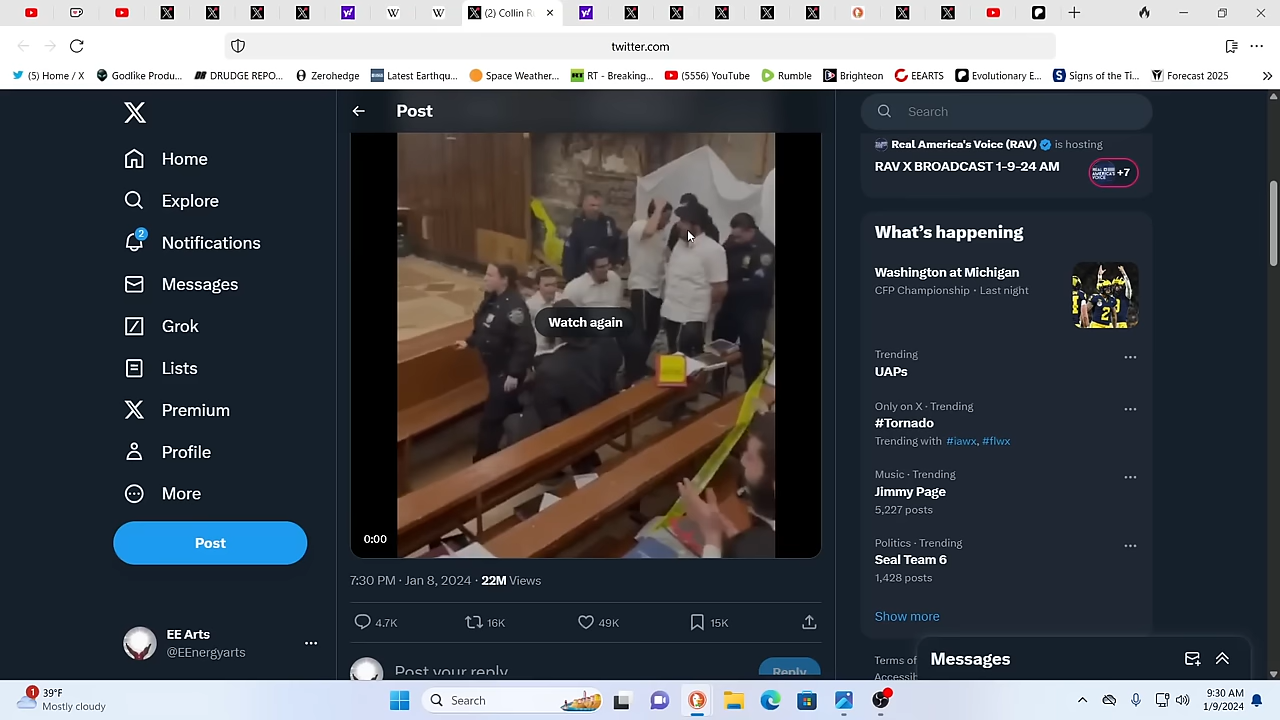 (2) Collin Ru
twitter.com
(5) Home / X
Godlike Produ...
DRUDGE REPO...
Zerohedge
Latest Earthqu...
Space Weather...
RT - Breaking...
(5556) YouTube
Rumble
Brighteon
EEARTS
Evolutionary E...
Signs of the Ti...
Forecast 2025
Home
Explore
2
Notifications
Messages
Grok
Lists
Premium
Profile
More
Post
EE Arts
@EEnergyarts
Post
Watch again
0:00
7:30 PM · Jan 8, 2024 · 22M Views
4.7K
16K
49K
15K
Post your reply
Reply
Search
Real America's Voice (RAV) is hosting
RAV X BROADCAST 1-9-24 AM
+7
What's happening
Washington at Michigan
CFP Championship · Last night
Trending
UAPs
Only on X · Trending
#Tornado
Trending with #iawx, #flwx
Music · Trending
Jimmy Page
5,227 posts
Politics · Trending
Seal Team 6
1,428 posts
Show more
Terms of
Messages
1
39°F
Mostly cloudy
Search
9:30 AM
1/9/2024